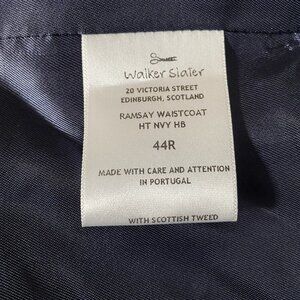 Walker Slater
20 VICTORIA STREET
EDINBURGH, SCOTLAND
RAMSAY WAISTCOAT
HT NVY HB
44R
MADE WITH CARE AND ATTENTION
IN PORTUGAL
WITH SCOTTISH TWEED